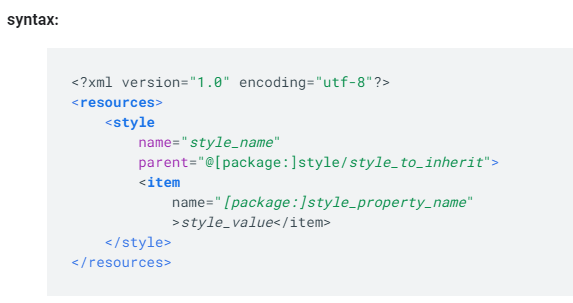 syntax:
<?xml version="1.0" encoding="utf-8"?>
<resources>
    <style
        name="style_name"
        parent="@[package:]style/style_to_inherit">
        <item
            name="[package:]style_property_name"
            >style_value</item>
    </style>
</resources>